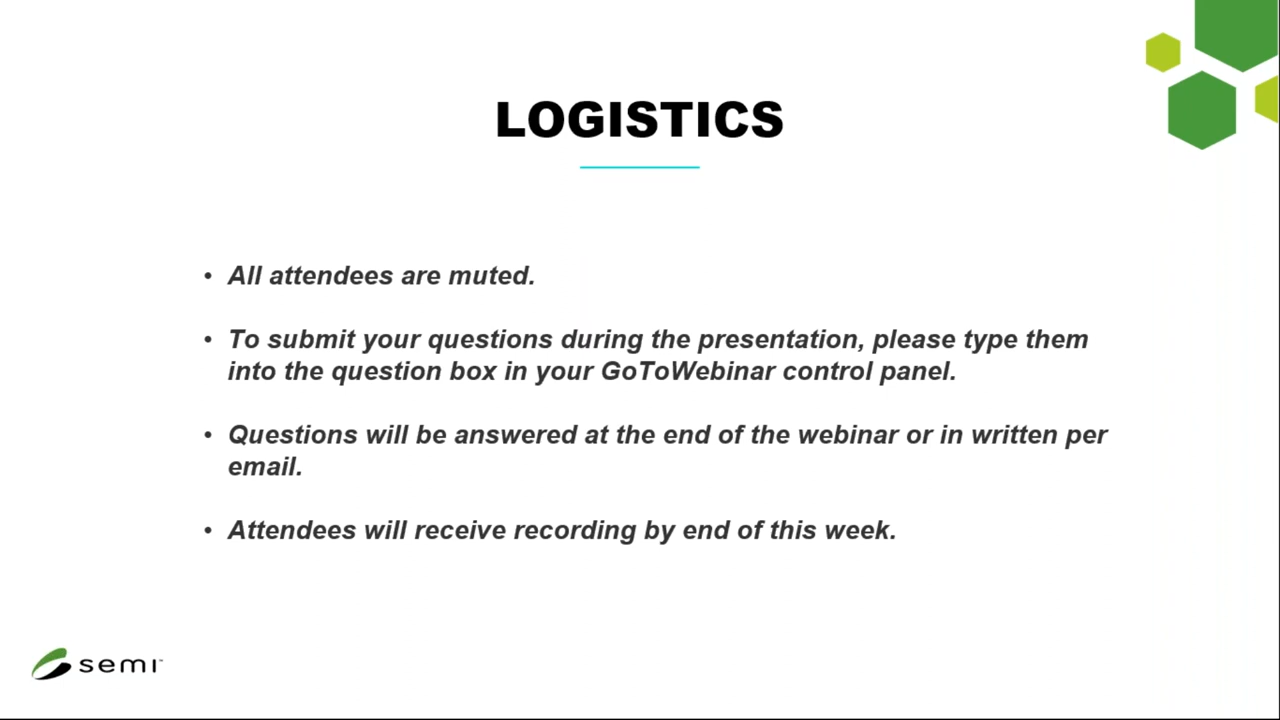 LOGISTICS
• All attendees are muted.
• To submit your questions during the presentation, please type them
into the question box in your GoToWebinar control panel.
• Questions will be answered at the end of the webinar or in written per
email.
• Attendees will receive recording by end of this week.
semi™